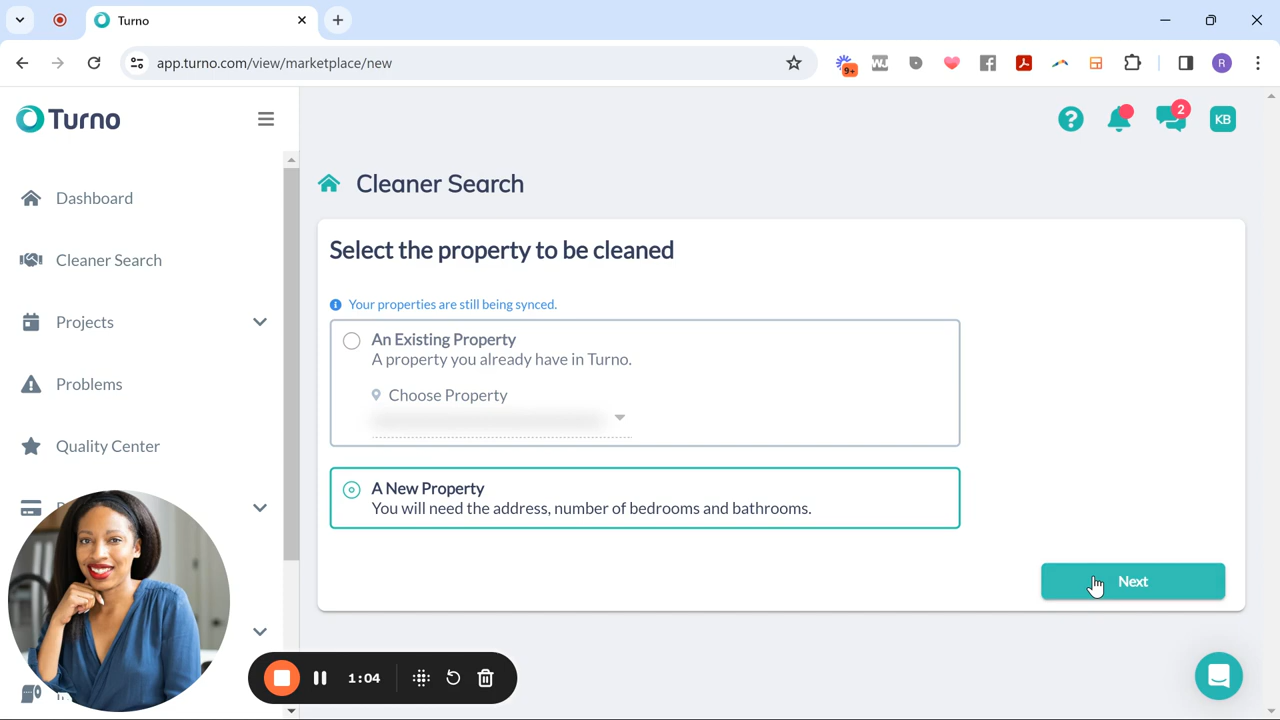 Turno
app.turno.com/view/marketplace/new
9+
WJ
R
Turno
2
KB
Dashboard
Cleaner Search
Projects
Problems
Quality Center
Cleaner Search
Select the property to be cleaned
Your properties are still being synced.
An Existing Property
A property you already have in Turno.
Choose Property
A New Property
You will need the address, number of bedrooms and bathrooms.
Next
1:04